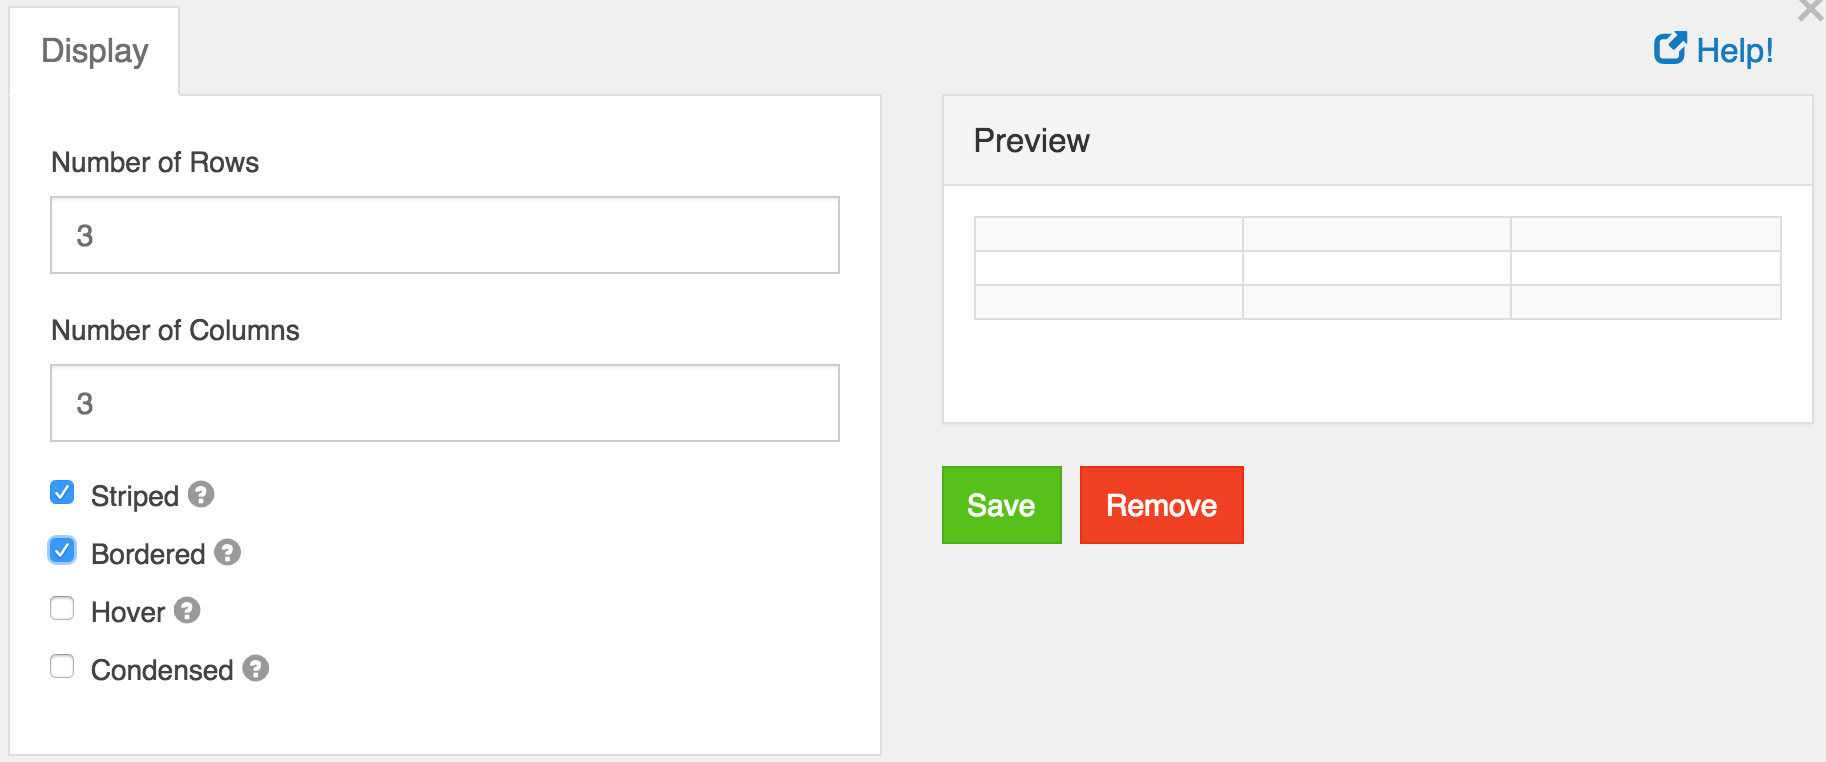 Display
Help!
Number of Rows
3
Number of Columns
3
Striped ?
Bordered ?
Hover ?
Condensed ?
Preview
Save
Remove